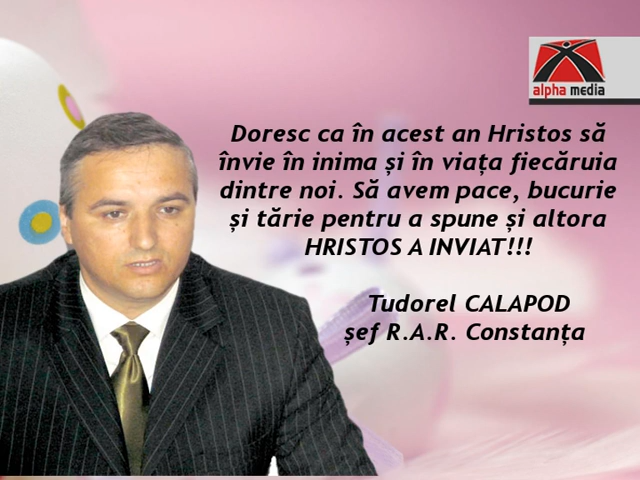 alpha media
Doresc ca în acest an Hristos să
învie în inima și în viața fiecăruia
dintre noi. Să avem pace, bucurie
și tărie pentru a spune și altora
HRISTOS A INVIAT!!!
Tudorel CALAPOD
șef R.A.R. Constanța